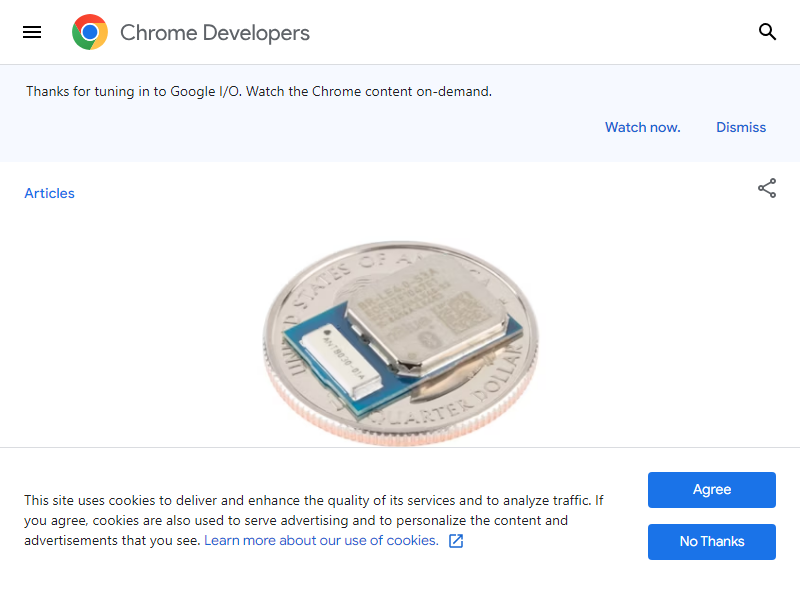 Chrome Developers
Thanks for tuning in to Google I/O. Watch the Chrome content on-demand.
Watch now.
Dismiss
Articles
STATES OF
QUARTER DOLLAR
This site uses cookies to deliver and enhance the quality of its services and to analyze traffic. If
you agree, cookies are also used to serve advertising and to personalize the content and
advertisements that you see. Learn more about our use of cookies.
Agree
No Thanks